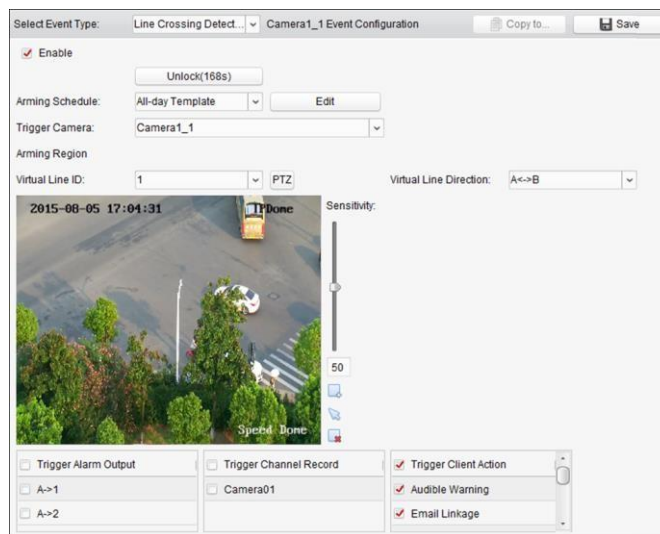 Select Event Type: Line Crossing Detect... Camera1_1 Event Configuration Copy to... Save
Enable
Unlock(168s)
Arming Schedule: All-day Template Edit
Trigger Camera: Camera1_1
Arming Region
Virtual Line ID: 1 PTZ Virtual Line Direction: A<->B
2015-08-05 17:04:31 IPDome Sensitivity:
50
Speed Dome
Trigger Alarm Output Trigger Channel Record Trigger Client Action
A->1 Camera01 Audible Warning
A->2 Email Linkage